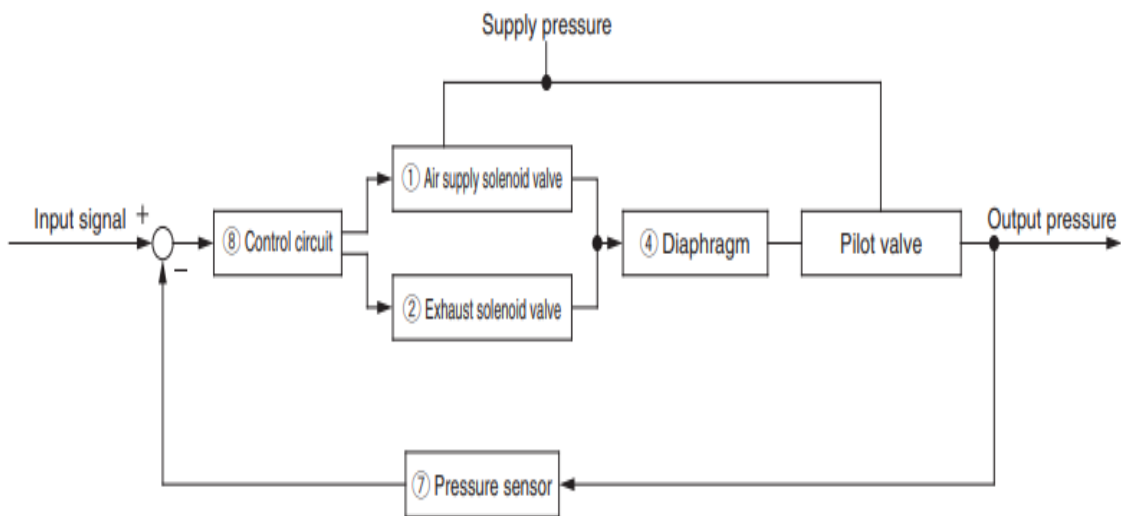 Supply pressure
① Air supply solenoid valve
Input signal +
−
⑧ Control circuit
④ Diaphragm
Pilot valve
Output pressure
② Exhaust solenoid valve
⑦ Pressure sensor